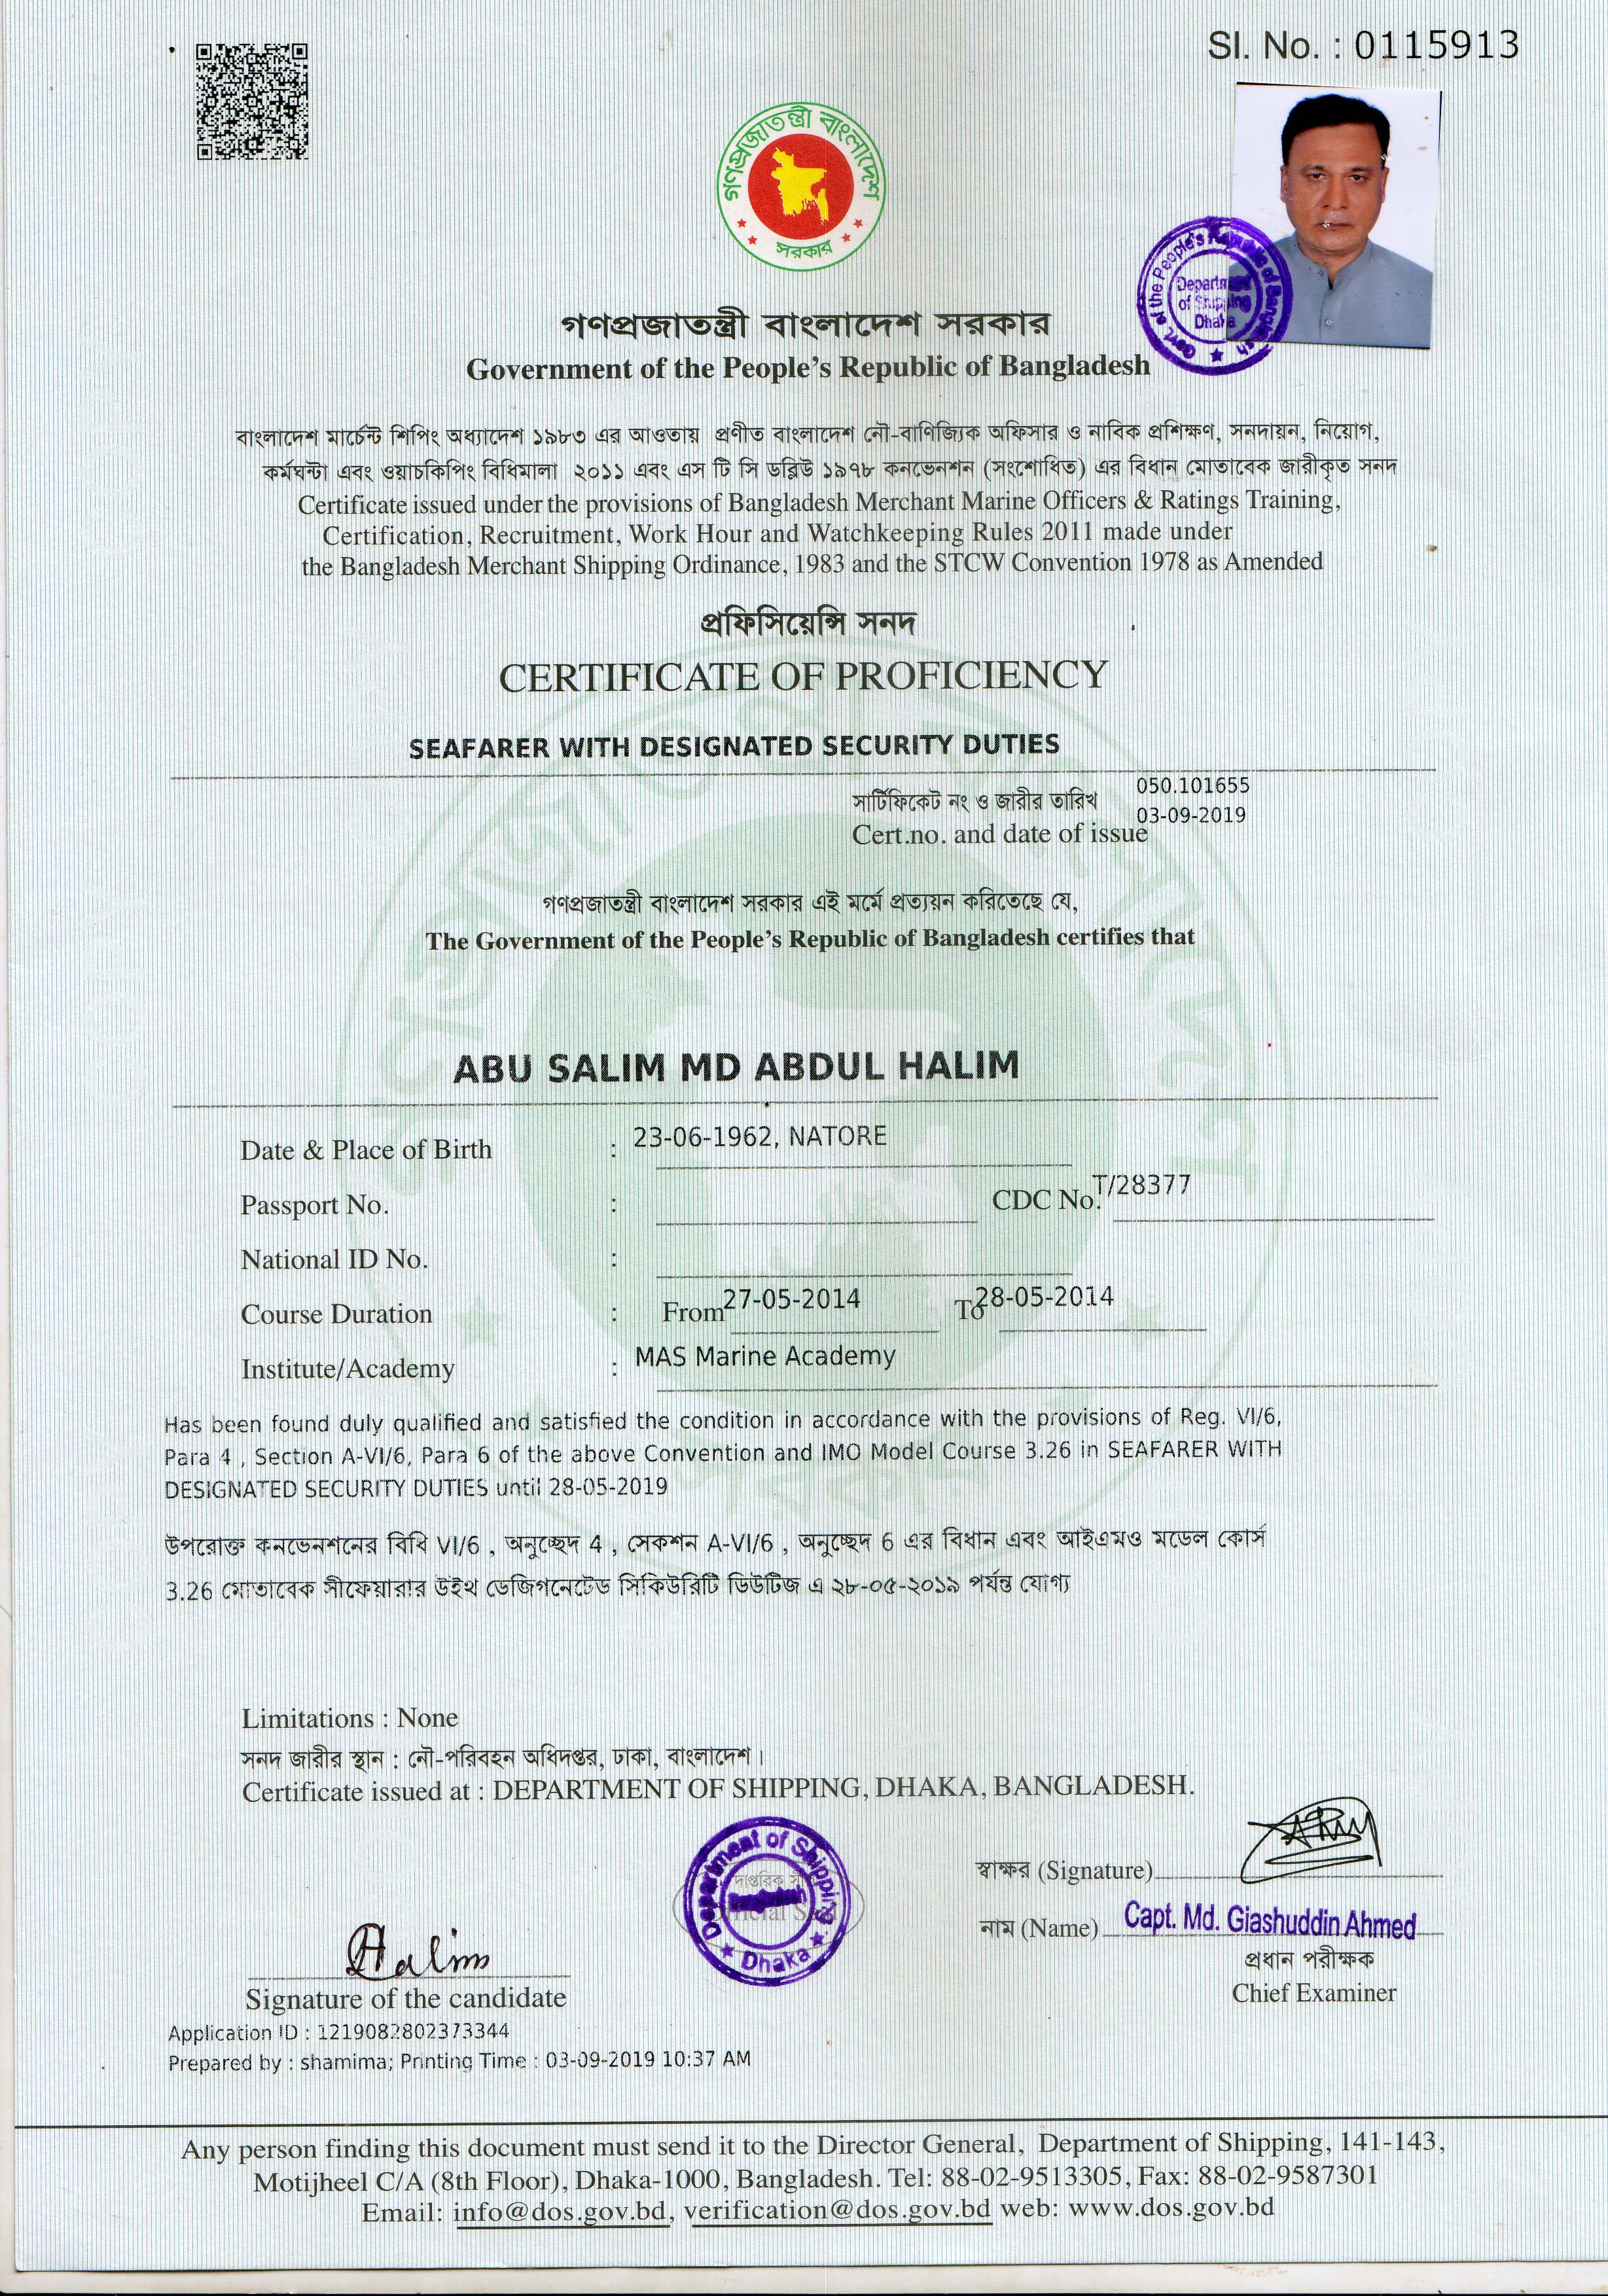 Sl. No. : 0115913
গণপ্রজাতন্ত্রী বাংলাদেশ
সরকার
Govt. of the People's Republic of Bangladesh
Department
of Shipping
Dhaka
গণপ্রজাতন্ত্রী বাংলাদেশ সরকার
Government of the People's Republic of Bangladesh
বাংলাদেশ মার্চেন্ট শিপিং অধ্যাদেশ ১৯৮৩ এর আওতায় প্রণীত বাংলাদেশ নৌ-বাণিজ্যিক অফিসার ও নাবিক প্রশিক্ষণ, সনদায়ন, নিয়োগ,
কর্মঘন্টা এবং ওয়াচকিপিং বিধিমালা ২০১১ এবং এস টি সি ডব্লিউ ১৯৭৮ কনভেনশন (সংশোধিত) এর বিধান মোতাবেক জারীকৃত সনদ
Certificate issued under the provisions of Bangladesh Merchant Marine Officers & Ratings Training,
Certification, Recruitment, Work Hour and Watchkeeping Rules 2011 made under
the Bangladesh Merchant Shipping Ordinance, 1983 and the STCW Convention 1978 as Amended
প্রফিসিয়েন্সি সনদ
CERTIFICATE OF PROFICIENCY
SEAFARER WITH DESIGNATED SECURITY DUTIES
সার্টিফিকেট নং ও জারীর তারিখ 050.101655
Cert.no. and date of issue 03-09-2019
গণপ্রজাতন্ত্রী বাংলাদেশ সরকার এই মর্মে প্রত্যয়ন করিতেছে যে,
The Government of the People's Republic of Bangladesh certifies that
ABU SALIM MD ABDUL HALIM
Date & Place of Birth : 23-06-1962, NATORE
Passport No. : CDC No. T/28377
National ID No. :
Course Duration : From 27-05-2014 To 28-05-2014
Institute/Academy : MAS Marine Academy
Has been found duly qualified and satisfied the condition in accordance with the provisions of Reg. VI/6,
Para 4 , Section A-VI/6, Para 6 of the above Convention and IMO Model Course 3.26 in SEAFARER WITH
DESIGNATED SECURITY DUTIES until 28-05-2019
উপরোক্ত কনভেনশনের বিধি VI/6 , অনুচ্ছেদ 4 , সেকশন A-VI/6 , অনুচ্ছেদ 6 এর বিধান এবং আইএমও মডেল কোর্স
3.26 মোতাবেক সীফেয়ারার উইথ ডেজিগনেটেড সিকিউরিটি ডিউটিজ এ ২৮-০৫-২০১৯ পর্যন্ত যোগ্য
Limitations : None
সনদ জারীর স্থান : নৌ-পরিবহন অধিদপ্তর, ঢাকা, বাংলাদেশ।
Certificate issued at : DEPARTMENT OF SHIPPING, DHAKA, BANGLADESH.
Department of Shipping
Bangladesh
Dhaka
স্বাক্ষর (Signature)
নাম (Name) Capt. Md. Giashuddin Ahmed
প্রধান পরীক্ষক
Chief Examiner
Halim
Signature of the candidate
Application ID : 1219082802373344
Prepared by : shamima; Printing Time : 03-09-2019 10:37 AM
Any person finding this document must send it to the Director General, Department of Shipping, 141-143,
Motijheel C/A (8th Floor), Dhaka-1000, Bangladesh. Tel: 88-02-9513305, Fax: 88-02-9587301
Email: info@dos.gov.bd, verification@dos.gov.bd web: www.dos.gov.bd